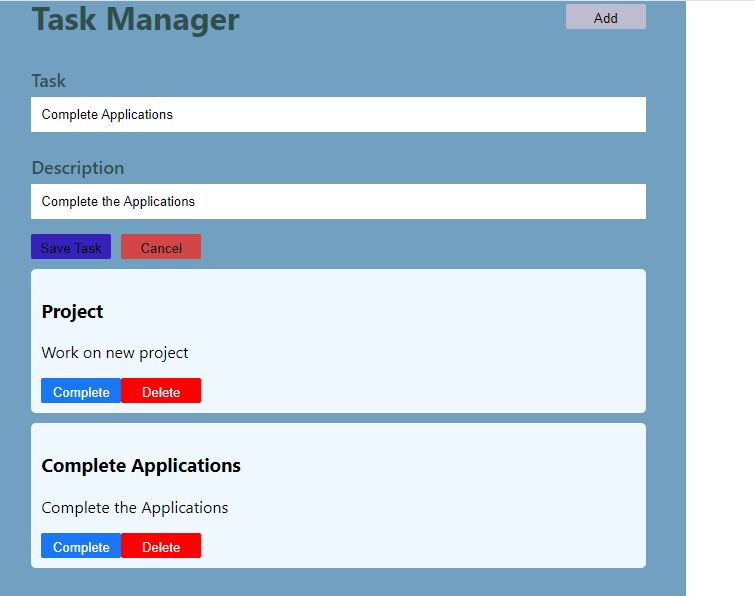 Task Manager
Add
Task
Complete Applications
Description
Complete the Applications
Save Task
Cancel
Project
Work on new project
Complete
Delete
Complete Applications
Complete the Applications
Complete
Delete